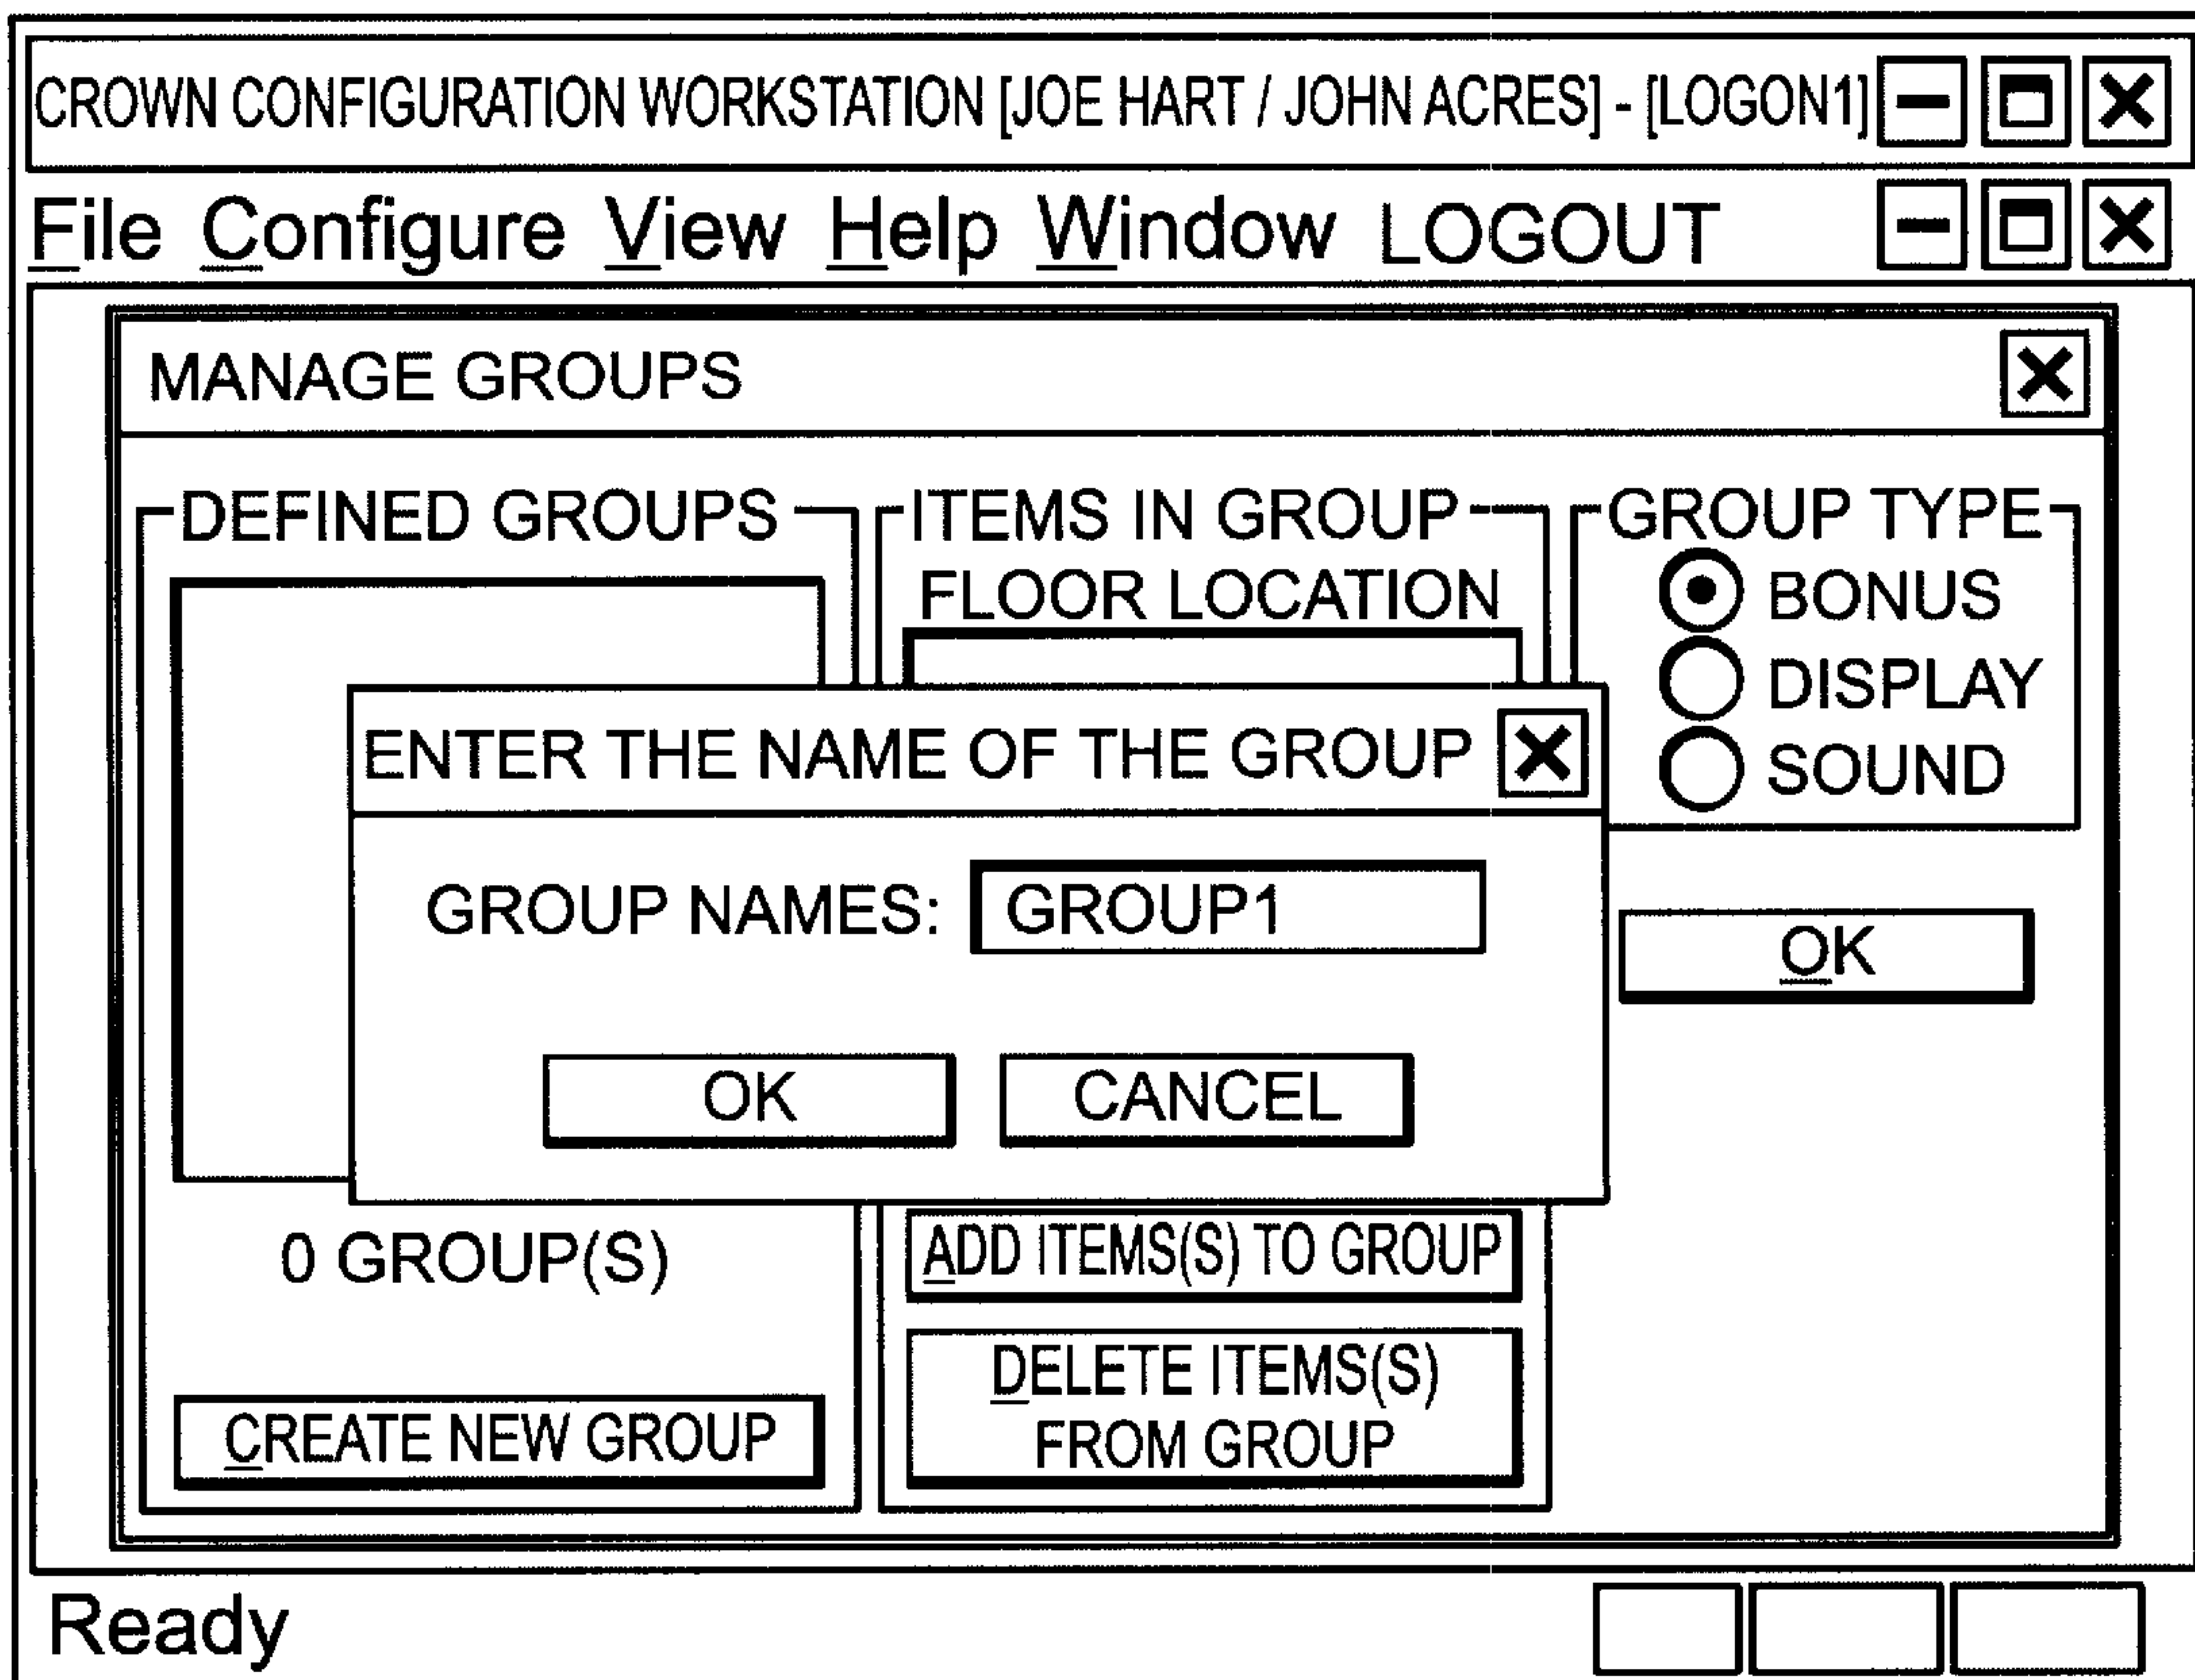 CROWN CONFIGURATION WORKSTATION [JOE HART / JOHN ACRES] - [LOGON1]
File Configure View Help Window LOGOUT
MANAGE GROUPS
DEFINED GROUPS
ITEMS IN GROUP
GROUP TYPE
FLOOR LOCATION
BONUS
DISPLAY
SOUND
ENTER THE NAME OF THE GROUP
GROUP NAMES: GROUP1
OK
OK CANCEL
0 GROUP(S)
ADD ITEMS(S) TO GROUP
DELETE ITEMS(S)
FROM GROUP
CREATE NEW GROUP
Ready